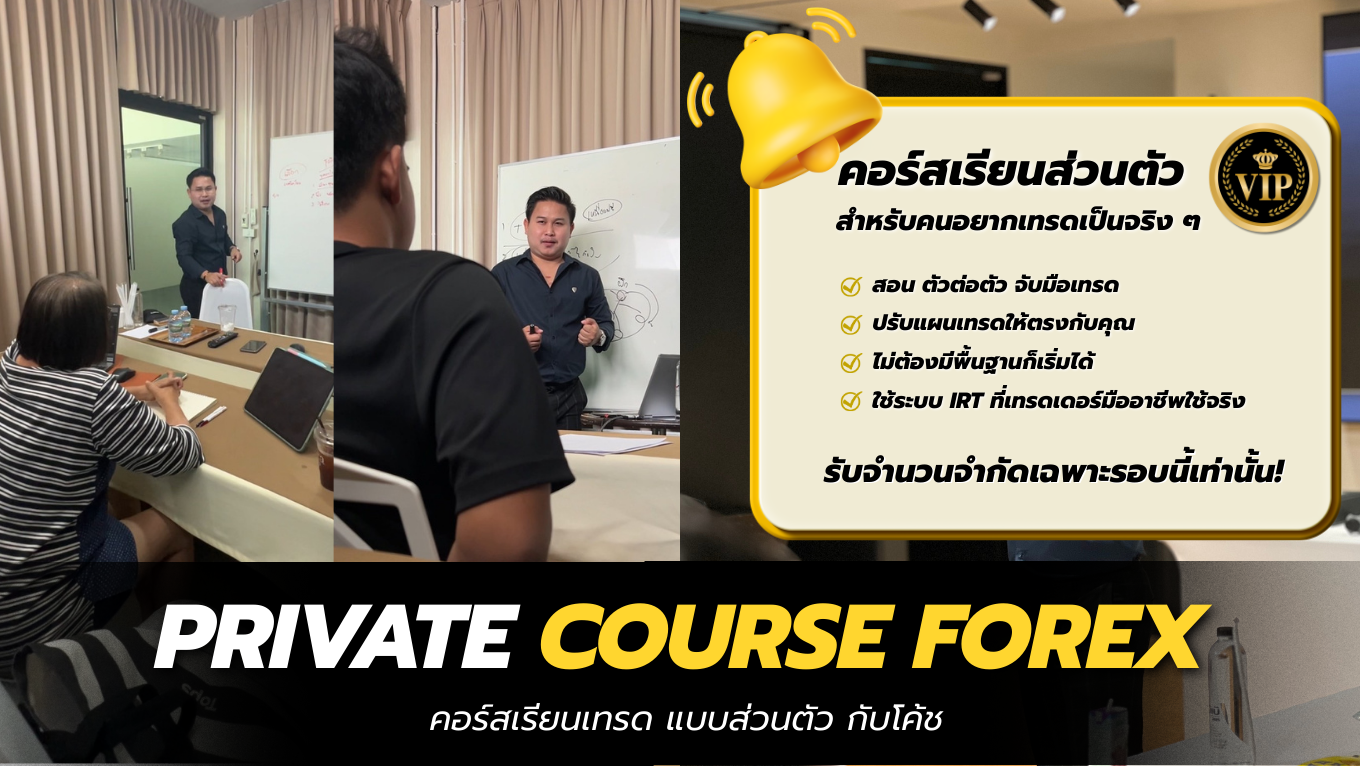 คอร์สเรียนส่วนตัว
VIP
สำหรับคนอยากเทรดเป็นจริง ๆ
สอน ตัวต่อตัว จับมือเทรด
ปรับแผนเทรดให้ตรงกับคุณ
ไม่ต้องมีพื้นฐานก็เริ่มได้
ใช้ระบบ IRT ที่เทรดเดอร์มืออาชีพใช้จริง
รับจำนวนจำกัดเฉพาะรอบนี้เท่านั้น!
PRIVATE COURSE FOREX
คอร์สเรียนเทรด แบบส่วนตัว กับโค้ช